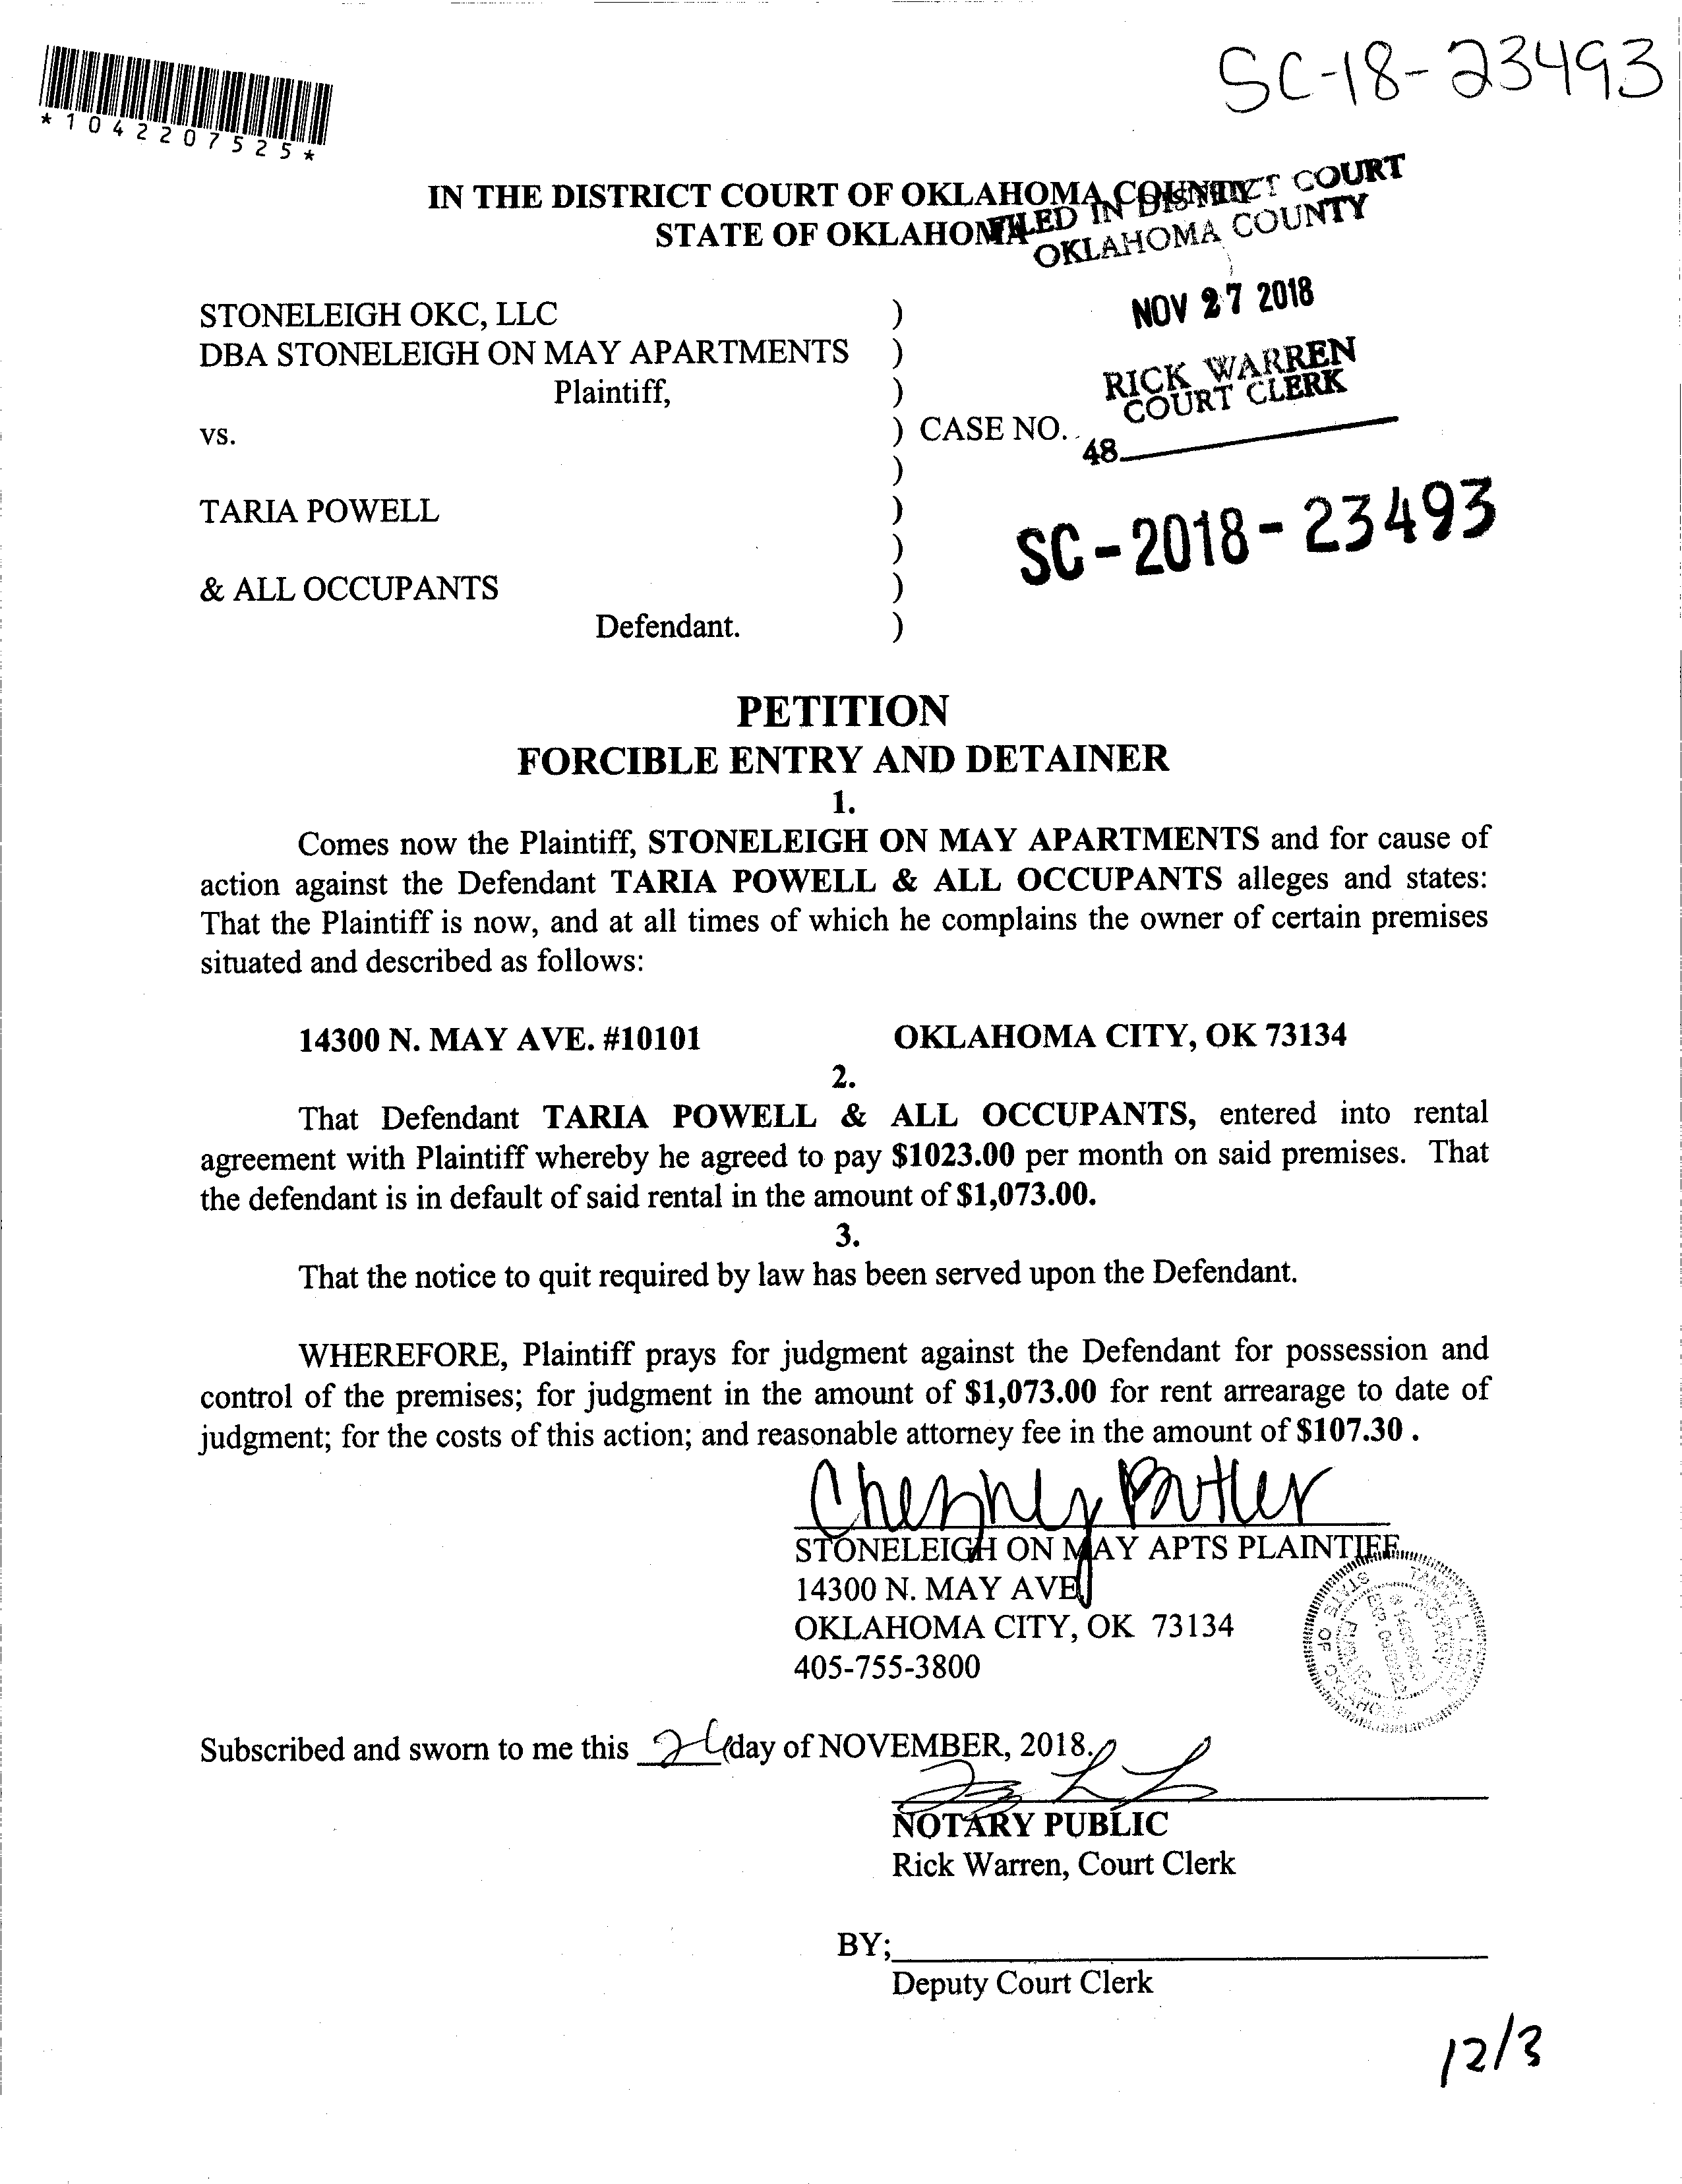 SC-18-23493
*1042207525*
IN THE DISTRICT COURT OF OKLAHOMA COUNTY
STATE OF OKLAHOMA
FILED IN DISTRICT COURT
OKLAHOMA COUNTY
NOV 27 2018
RICK WARREN
COURT CLERK
48
STONELEIGH OKC, LLC )
DBA STONELEIGH ON MAY APARTMENTS )
Plaintiff, )
vs. ) CASE NO.
)
TARIA POWELL )
)
& ALL OCCUPANTS )
Defendant. )
SC-2018-23493
PETITION
FORCIBLE ENTRY AND DETAINER
1.
Comes now the Plaintiff, STONELEIGH ON MAY APARTMENTS and for cause of
action against the Defendant TARIA POWELL & ALL OCCUPANTS alleges and states:
That the Plaintiff is now, and at all times of which he complains the owner of certain premises
situated and described as follows:
14300 N. MAY AVE. #10101 OKLAHOMA CITY, OK 73134
2.
That Defendant TARIA POWELL & ALL OCCUPANTS, entered into rental
agreement with Plaintiff whereby he agreed to pay $1023.00 per month on said premises. That
the defendant is in default of said rental in the amount of $1,073.00.
3.
That the notice to quit required by law has been served upon the Defendant.
WHEREFORE, Plaintiff prays for judgment against the Defendant for possession and
control of the premises; for judgment in the amount of $1,073.00 for rent arrearage to date of
judgment; for the costs of this action; and reasonable attorney fee in the amount of $107.30 .
STONELEIGH ON MAY APTS PLAINTIFF
14300 N. MAY AVE
OKLAHOMA CITY, OK 73134
405-755-3800
STATE OF OKLAHOMA
NOTARY
Subscribed and sworn to me this 26 day of NOVEMBER, 2018.
NOTARY PUBLIC
Rick Warren, Court Clerk
BY;
Deputy Court Clerk
12/3